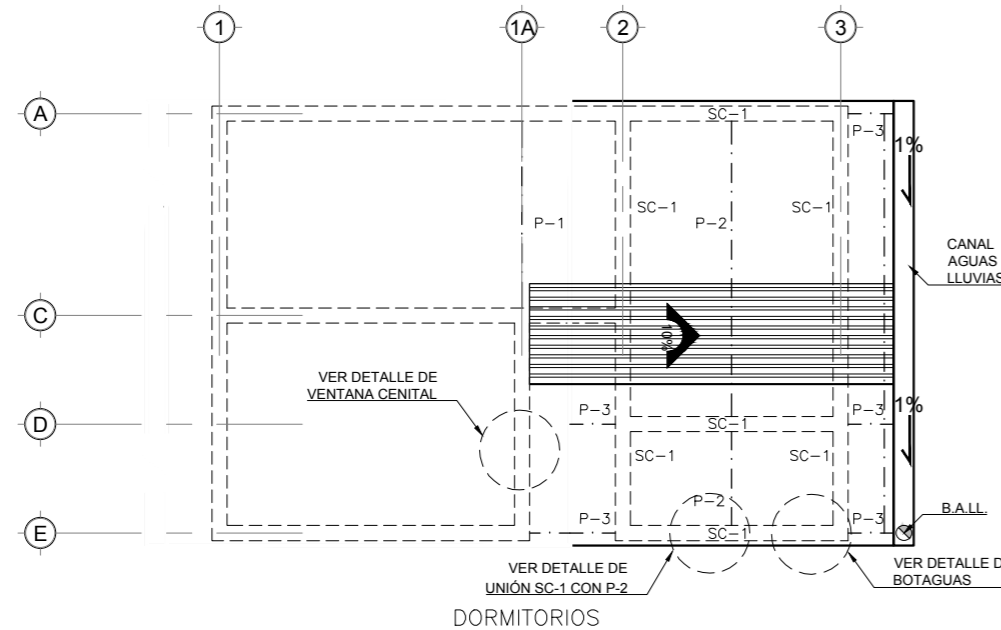 1
1A
2
3
A
SC-1
P-3
1%
SC-1
SC-1
P-1
P-2
CANAL
AGUAS
LLUVIAS
C
10%
VER DETALLE DE
VENTANA CENITAL
P-3
P-3
1%
D
SC-1
SC-1
SC-1
P-2
B.A.LL.
E
P-3
SC-1
P-3
VER DETALLE DE
UNIÓN SC-1 CON P-2
VER DETALLE D
BOTAGUAS
DORMITORIOS